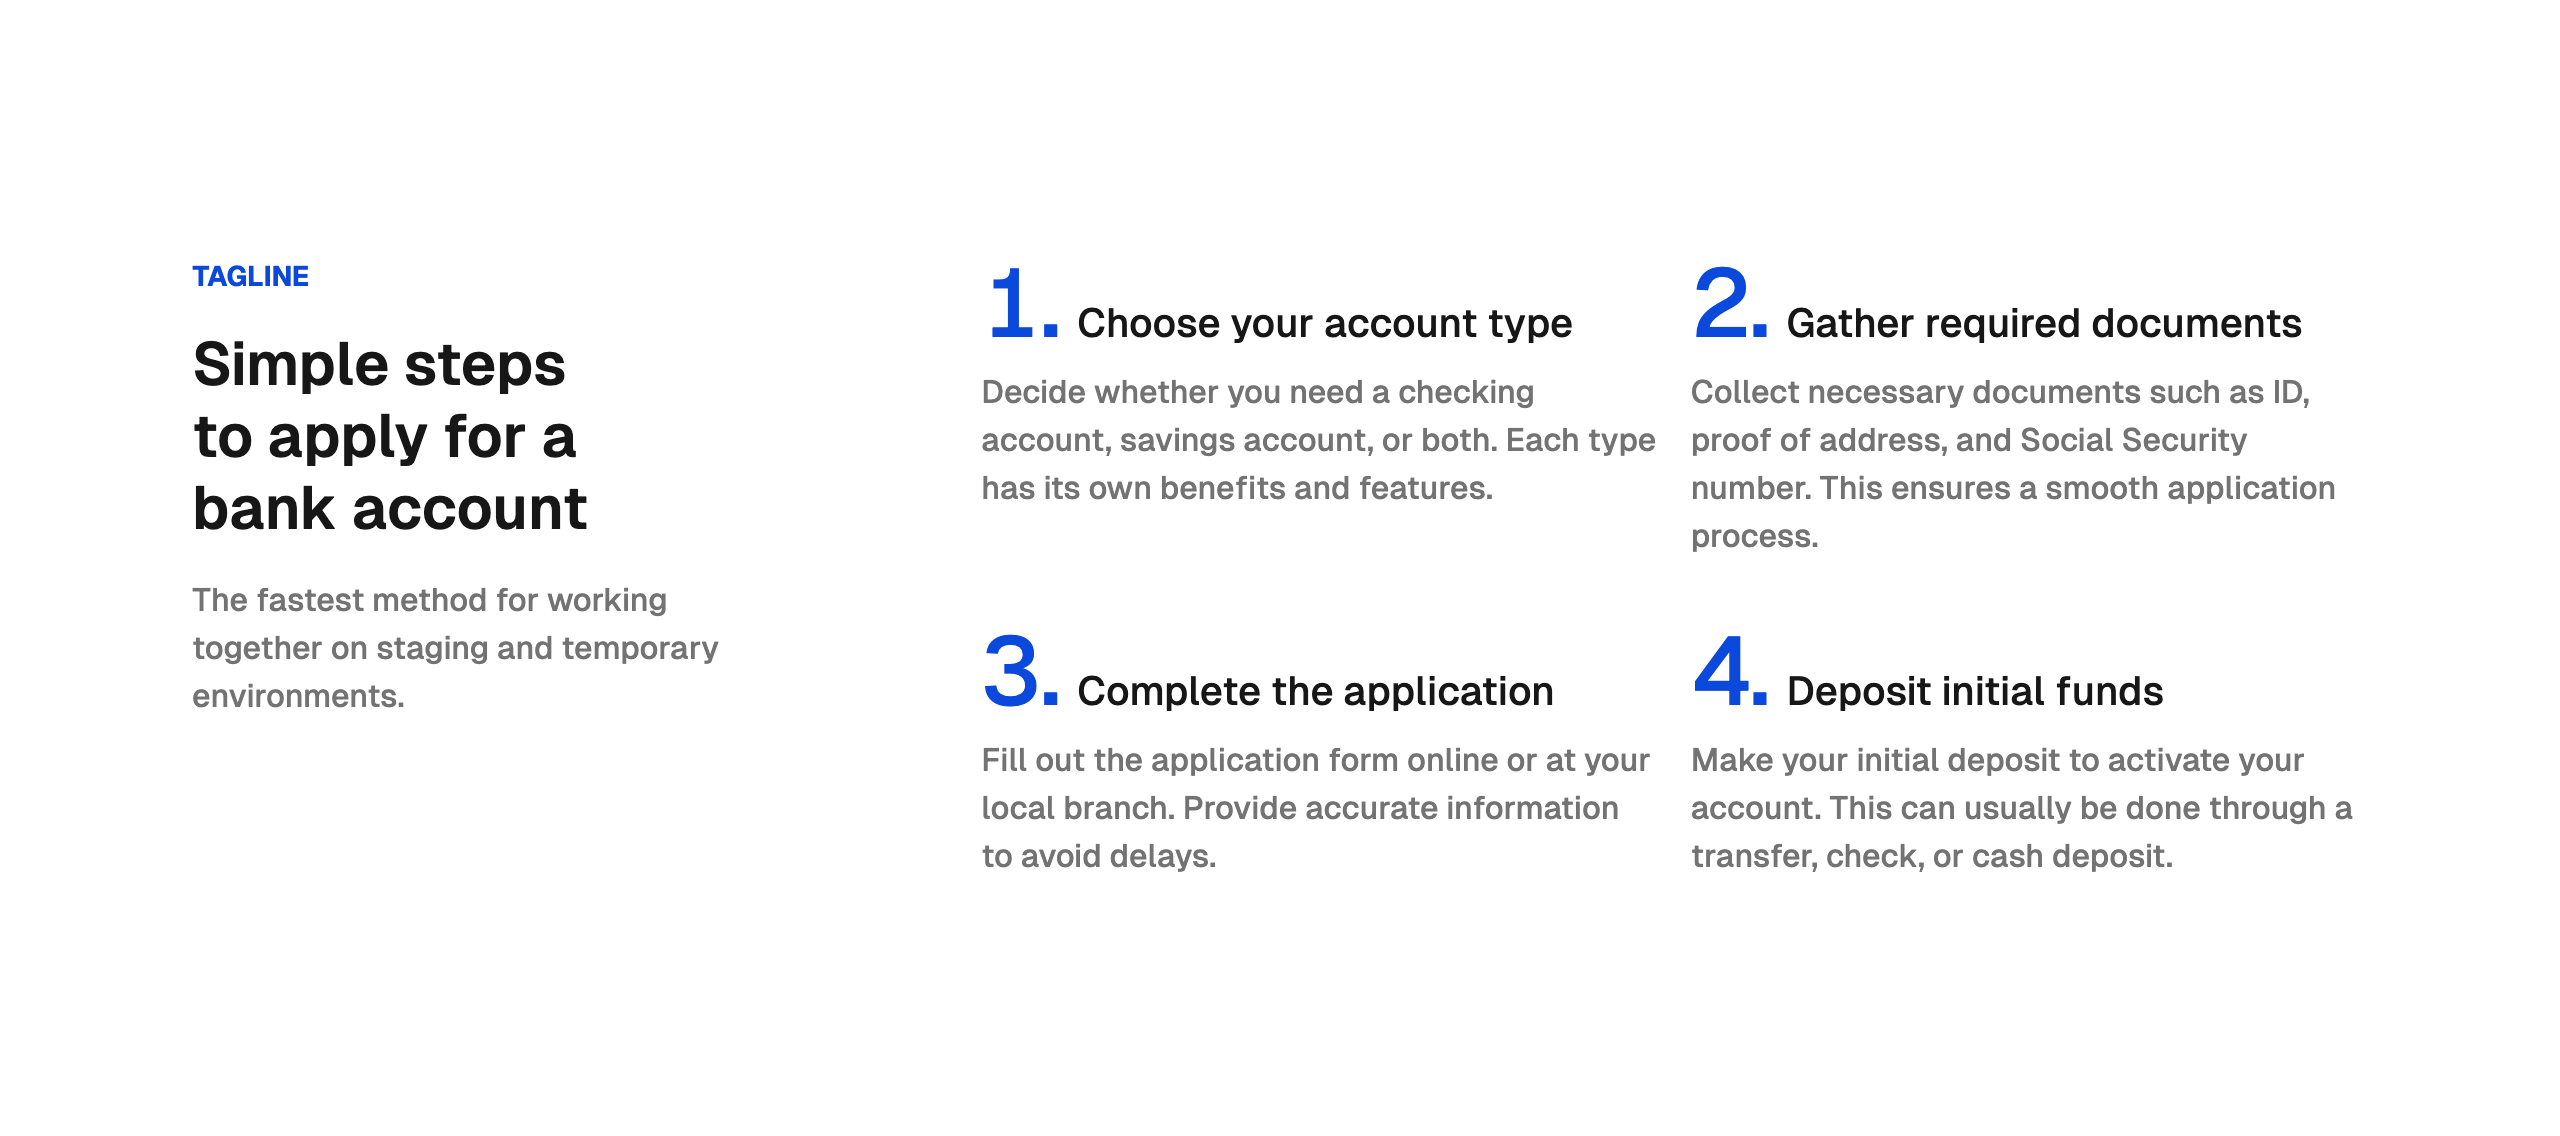 TAGLINE
Simple steps
to apply for a
bank account
The fastest method for working
together on staging and temporary
environments.
1. Choose your account type
Decide whether you need a checking
account, savings account, or both. Each type
has its own benefits and features.
2. Gather required documents
Collect necessary documents such as ID,
proof of address, and Social Security
number. This ensures a smooth application
process.
3. Complete the application
Fill out the application form online or at your
local branch. Provide accurate information
to avoid delays.
4. Deposit initial funds
Make your initial deposit to activate your
account. This can usually be done through a
transfer, check, or cash deposit.